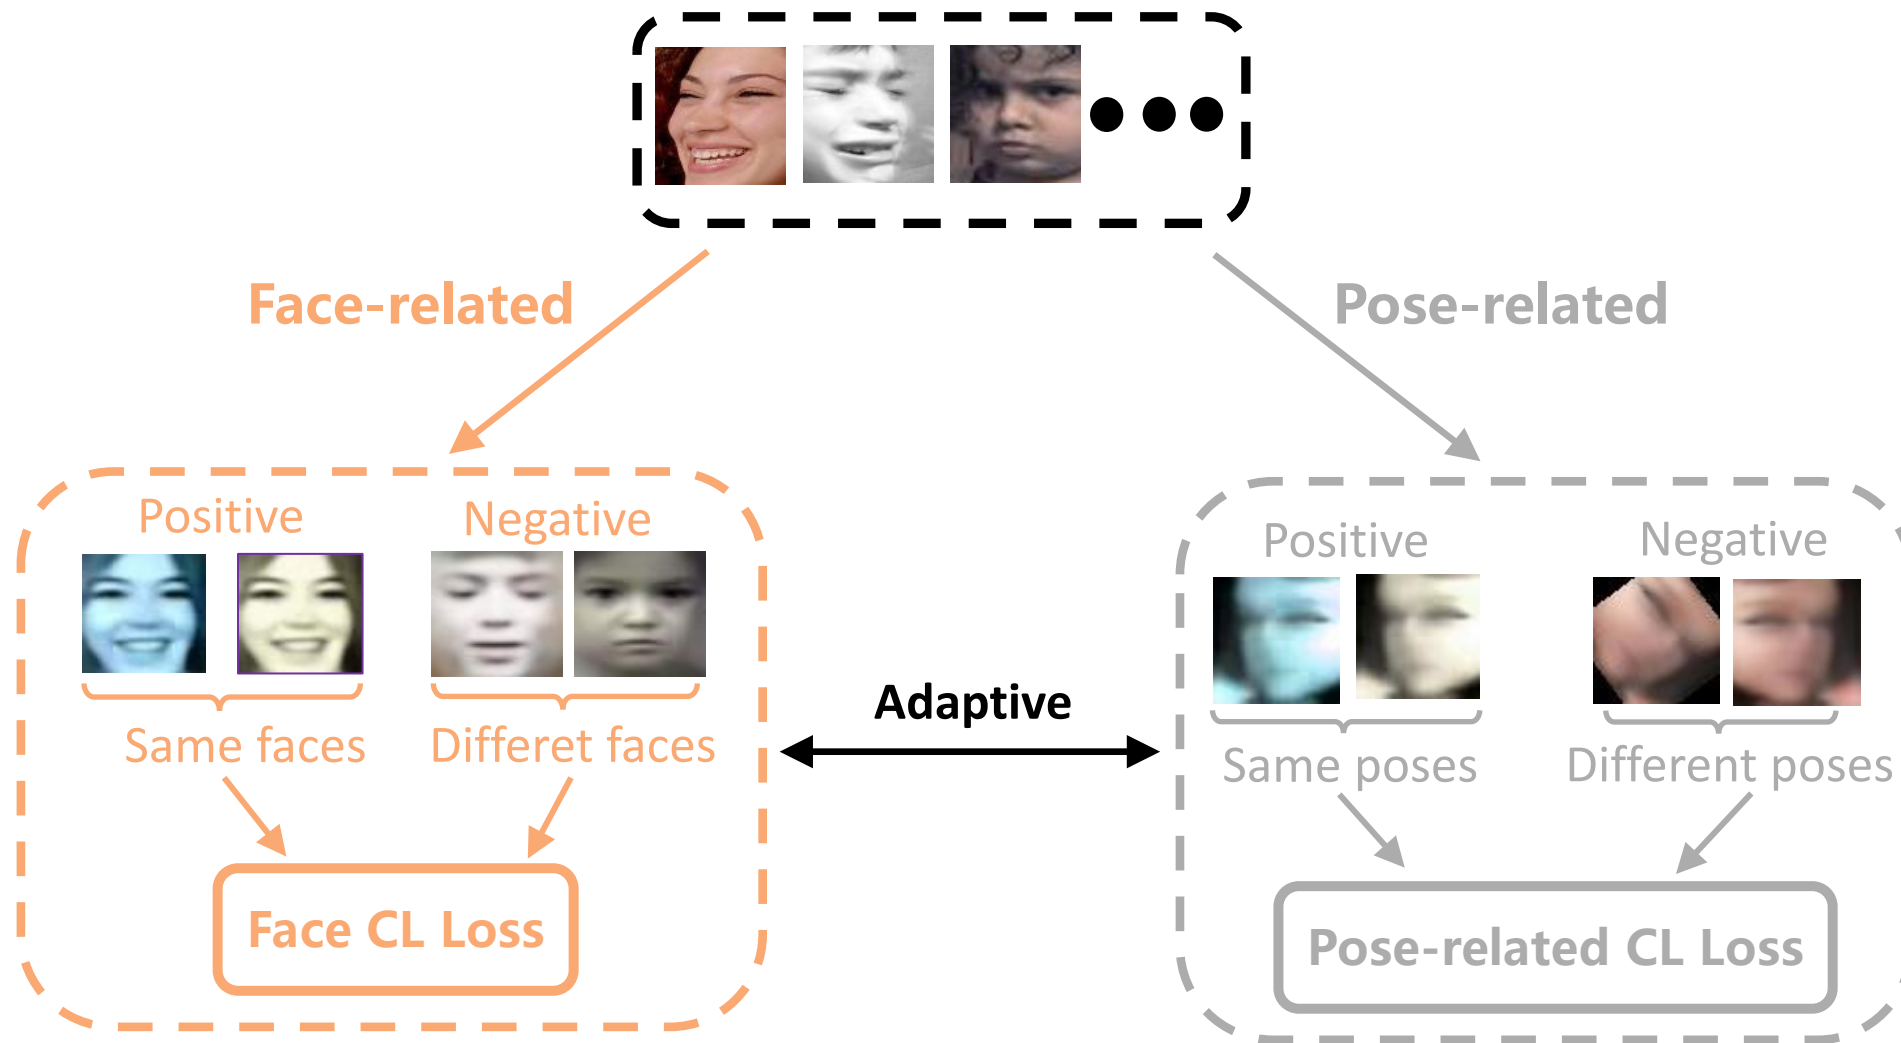 Face-related
Pose-related
Positive
Negative
Same faces
Differet faces
Face CL Loss
Adaptive
Positive
Negative
Same poses
Different poses
Pose-related CL Loss